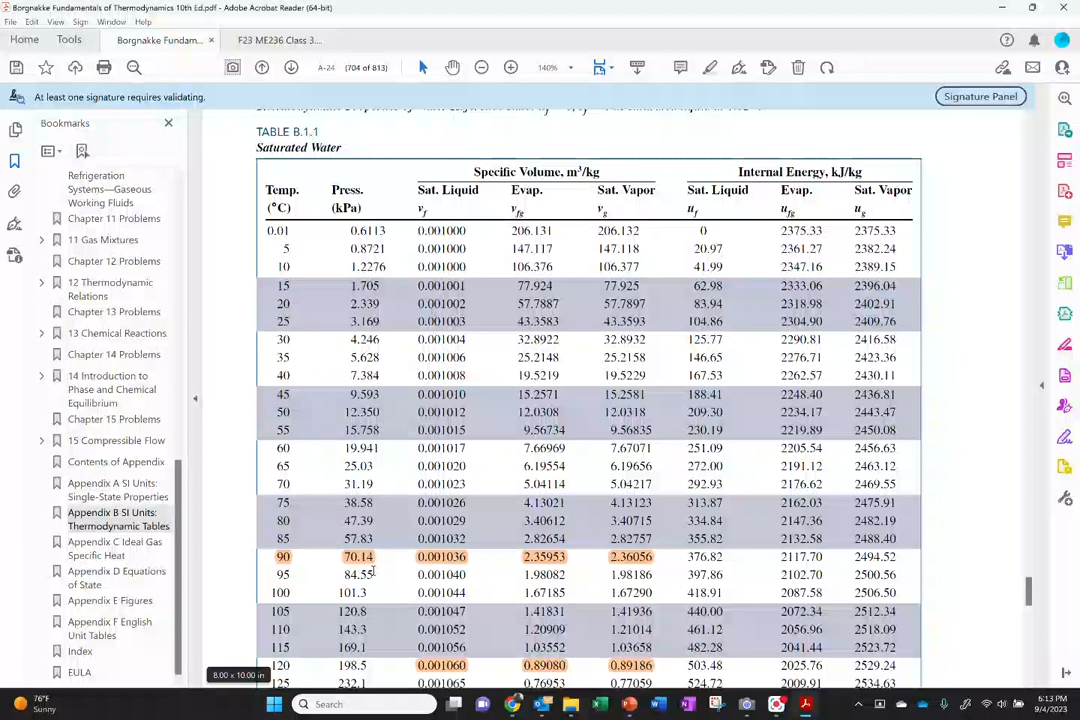 Borgnakke Fundamentals of Thermodynamics 10th Ed.pdf - Adobe Acrobat Reader (64-bit)
File Edit View Sign Window Help
Home Tools Borgnakke Fundam... × F23 ME236 Class 3....
A-24 (704 of 813) 140%
At least one signature requires validating. Signature Panel
Bookmarks
Refrigeration
Systems—Gaseous
Working Fluids
Chapter 11 Problems
11 Gas Mixtures
Chapter 12 Problems
12 Thermodynamic
Relations
Chapter 13 Problems
13 Chemical Reactions
Chapter 14 Problems
14 Introduction to
Phase and Chemical
Equilibrium
Chapter 15 Problems
15 Compressible Flow
Contents of Appendix
Appendix A SI Units:
Single-State Properties
Appendix B SI Units:
Thermodynamic Tables
Appendix C Ideal Gas
Specific Heat
Appendix D Equations
of State
Appendix E Figures
Appendix F English
Unit Tables
Index
EULA
8.00 x 10.00 in
TABLE B.1.1
Saturated Water
Specific Volume, m³/kg Internal Energy, kJ/kg
Temp. Press. Sat. Liquid Evap. Sat. Vapor Sat. Liquid Evap. Sat. Vapor
(°C) (kPa) vf vfg vg uf ufg ug
0.01 0.6113 0.001000 206.131 206.132 0 2375.33 2375.33
5 0.8721 0.001000 147.117 147.118 20.97 2361.27 2382.24
10 1.2276 0.001000 106.376 106.377 41.99 2347.16 2389.15
15 1.705 0.001001 77.924 77.925 62.98 2333.06 2396.04
20 2.339 0.001002 57.7887 57.7897 83.94 2318.98 2402.91
25 3.169 0.001003 43.3583 43.3593 104.86 2304.90 2409.76
30 4.246 0.001004 32.8922 32.8932 125.77 2290.81 2416.58
35 5.628 0.001006 25.2148 25.2158 146.65 2276.71 2423.36
40 7.384 0.001008 19.5219 19.5229 167.53 2262.57 2430.11
45 9.593 0.001010 15.2571 15.2581 188.41 2248.40 2436.81
50 12.350 0.001012 12.0308 12.0318 209.30 2234.17 2443.47
55 15.758 0.001015 9.56734 9.56835 230.19 2219.89 2450.08
60 19.941 0.001017 7.66969 7.67071 251.09 2205.54 2456.63
65 25.03 0.001020 6.19554 6.19656 272.00 2191.12 2463.12
70 31.19 0.001023 5.04114 5.04217 292.93 2176.62 2469.55
75 38.58 0.001026 4.13021 4.13123 313.87 2162.03 2475.91
80 47.39 0.001029 3.40612 3.40715 334.84 2147.36 2482.19
85 57.83 0.001032 2.82654 2.82757 355.82 2132.58 2488.40
90 70.14 0.001036 2.35953 2.36056 376.82 2117.70 2494.52
95 84.55 0.001040 1.98082 1.98186 397.86 2102.70 2500.56
100 101.3 0.001044 1.67185 1.67290 418.91 2087.58 2506.50
105 120.8 0.001047 1.41831 1.41936 440.00 2072.34 2512.34
110 143.3 0.001052 1.20909 1.21014 461.12 2056.96 2518.09
115 169.1 0.001056 1.03552 1.03658 482.28 2041.44 2523.72
120 198.5 0.001060 0.89080 0.89186 503.48 2025.76 2529.24
125 232.1 0.001065 0.76953 0.77059 524.72 2009.91 2534.63
76°F
Sunny
Search
6:13 PM
9/4/2023